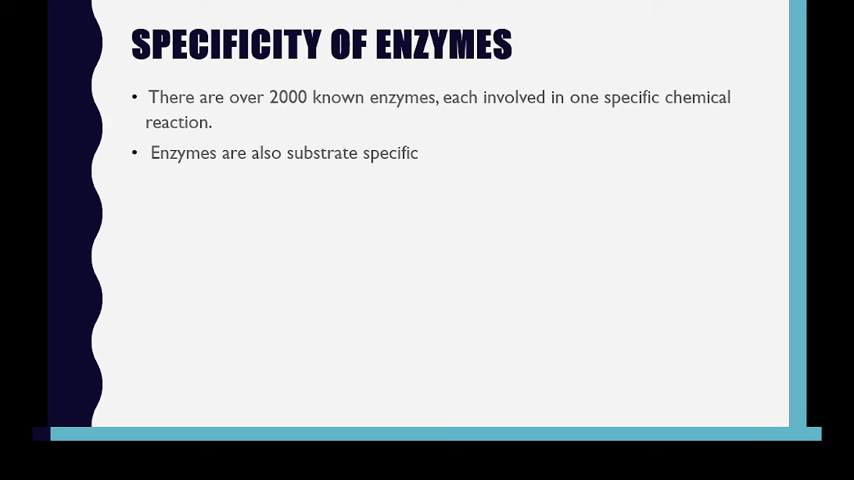 SPECIFICITY OF ENZYMES
• There are over 2000 known enzymes, each involved in one specific chemical
reaction.
• Enzymes are also substrate specific